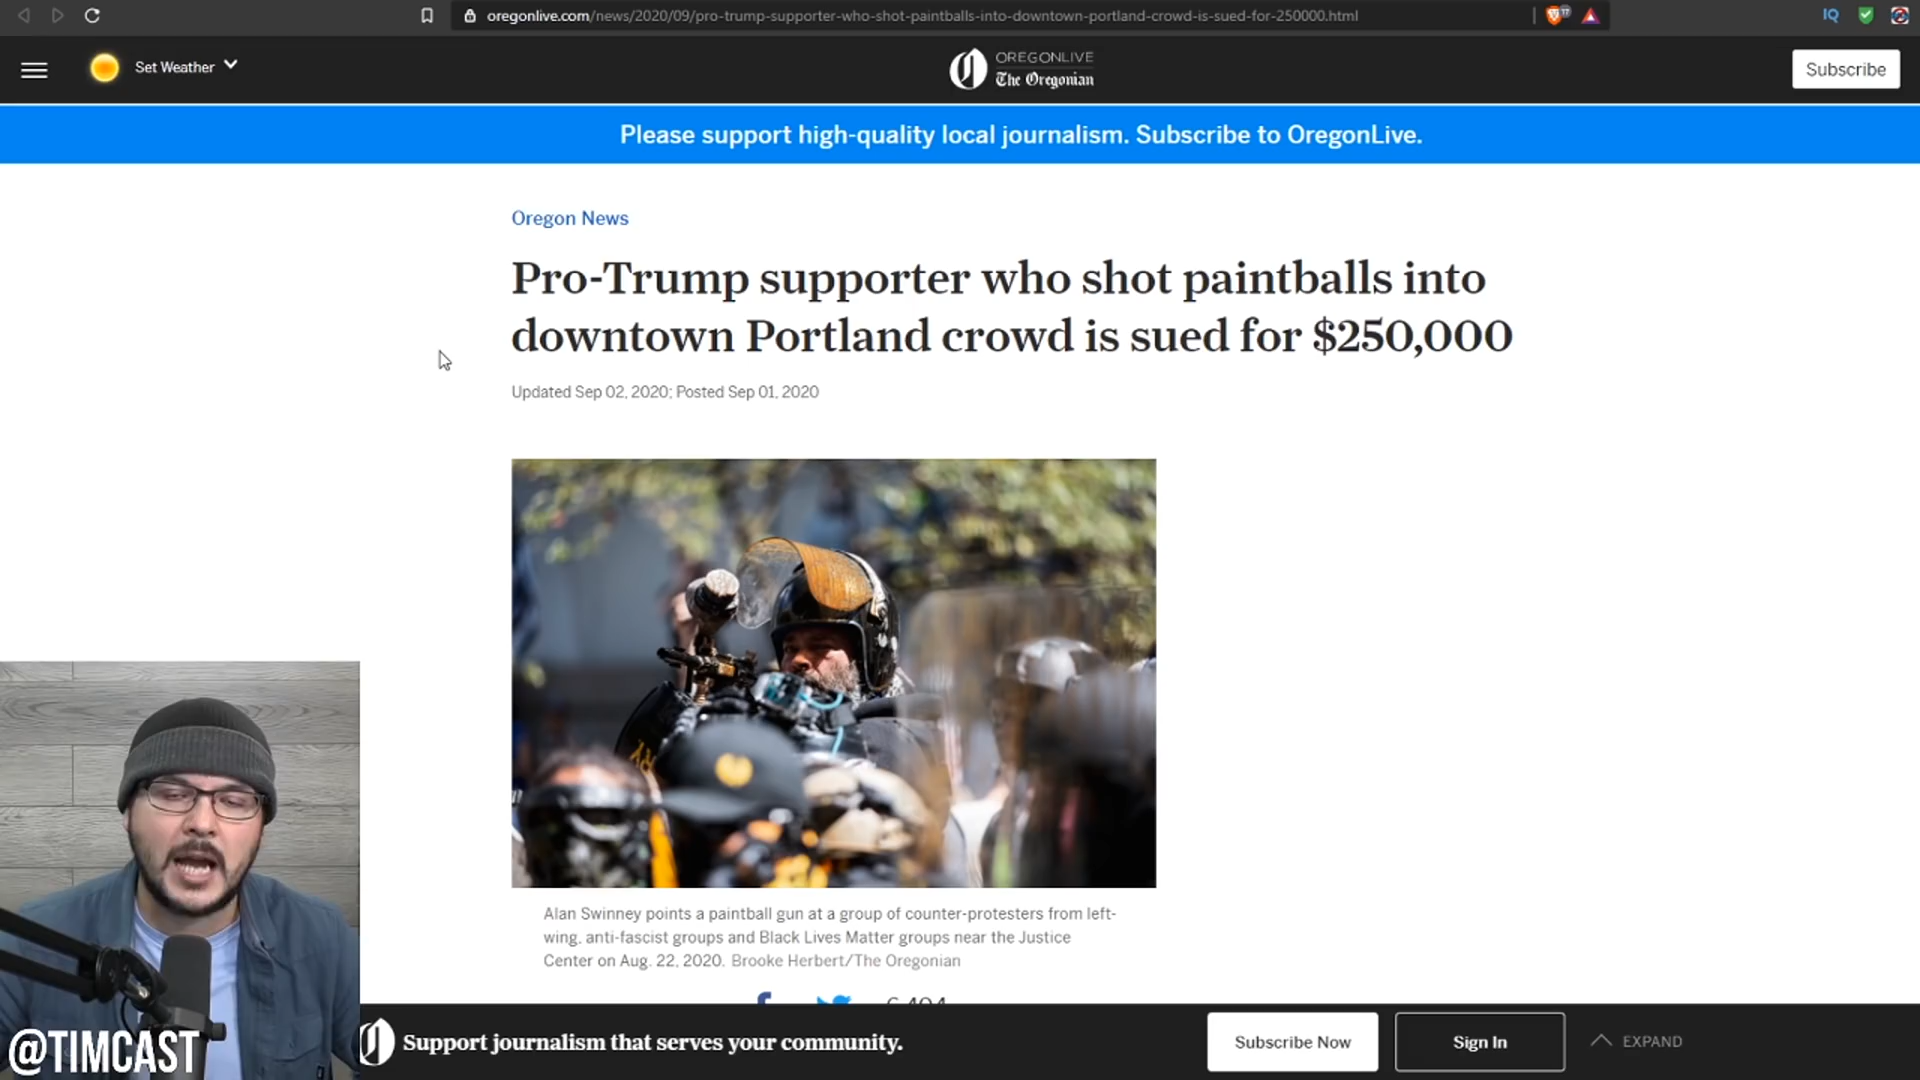 oregonlive.com/news/2020/09/pro-trump-supporter-who-shot-paintballs-into-downtown-portland-crowd-is-sued-for-250000.html
IQ
Set Weather
OREGONLIVE
The Oregonian
Subscribe
Please support high-quality local journalism. Subscribe to OregonLive.
Oregon News
Pro-Trump supporter who shot paintballs into
downtown Portland crowd is sued for $250,000
Updated Sep 02, 2020; Posted Sep 01, 2020
Alan Swinney points a paintball gun at a group of counter-protesters from left-
wing, anti-fascist groups and Black Lives Matter groups near the Justice
Center on Aug. 22, 2020. Brooke Herbert/The Oregonian
Support journalism that serves your community.
Subscribe Now
Sign In
EXPAND
@TIMCAST